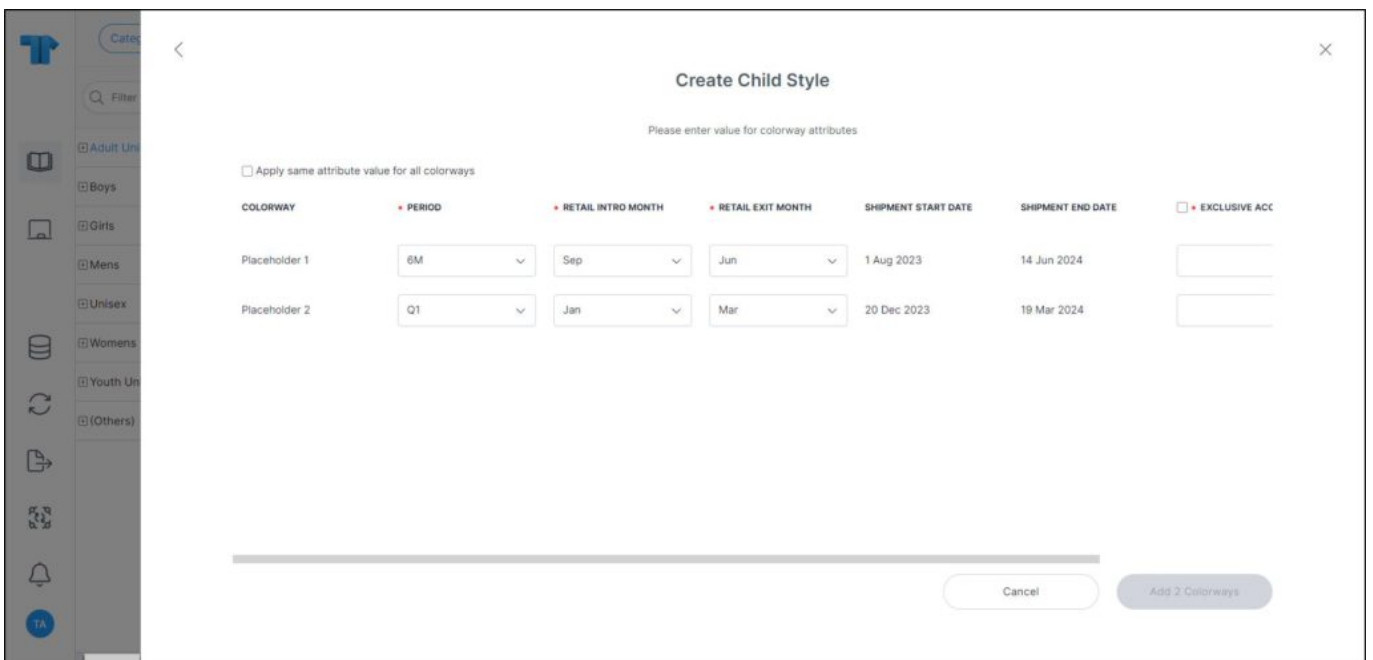 Categ
Create Child Style
Filter
Please enter value for colorway attributes
Adult Uni
Apply same attribute value for all colorways
Boys
COLORWAY • PERIOD • RETAIL INTRO MONTH • RETAIL EXIT MONTH SHIPMENT START DATE SHIPMENT END DATE • EXCLUSIVE ACC
Girls
Mens
Placeholder 1 6M Sep Jun 1 Aug 2023 14 Jun 2024
Unisex
Placeholder 2 Q1 Jan Mar 20 Dec 2023 19 Mar 2024
Womens
Youth Un
(Others)
Cancel Add 2 Colorways
TA